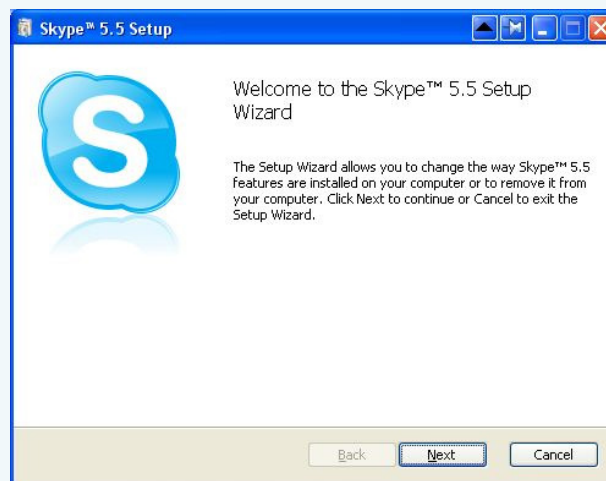 Skype™ 5.5 Setup
S
Welcome to the Skype™ 5.5 Setup
Wizard
The Setup Wizard allows you to change the way Skype™ 5.5
features are installed on your computer or to remove it from
your computer. Click Next to continue or Cancel to exit the
Setup Wizard.
Back Next Cancel